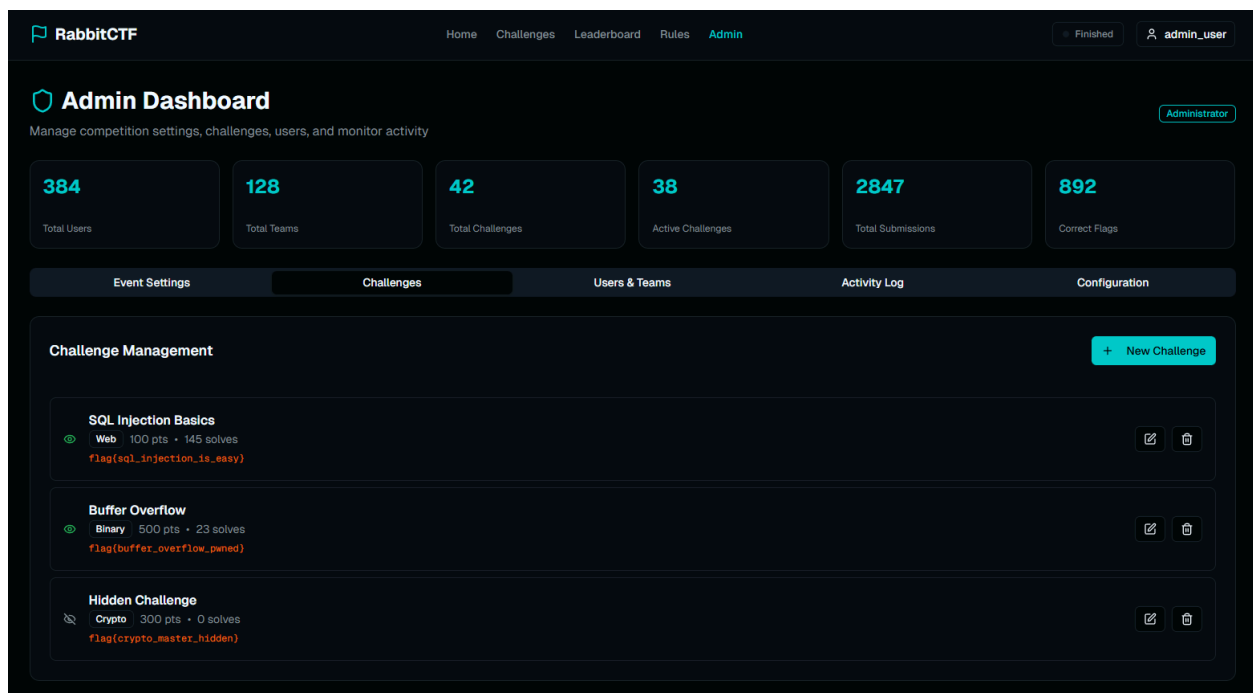 RabbitCTF
Home Challenges Leaderboard Rules Admin
Finished
admin_user
Admin Dashboard
Manage competition settings, challenges, users, and monitor activity
Administrator
384 128 42 38 2847 892
Total Users Total Teams Total Challenges Active Challenges Total Submissions Correct Flags
Event Settings Challenges Users & Teams Activity Log Configuration
Challenge Management
+ New Challenge
SQL Injection Basics
Web 100 pts • 145 solves
flag{sql_injection_is_easy}
Buffer Overflow
Binary 500 pts • 23 solves
flag{buffer_overflow_pwned}
Hidden Challenge
Crypto 300 pts • 0 solves
flag{crypto_master_hidden}